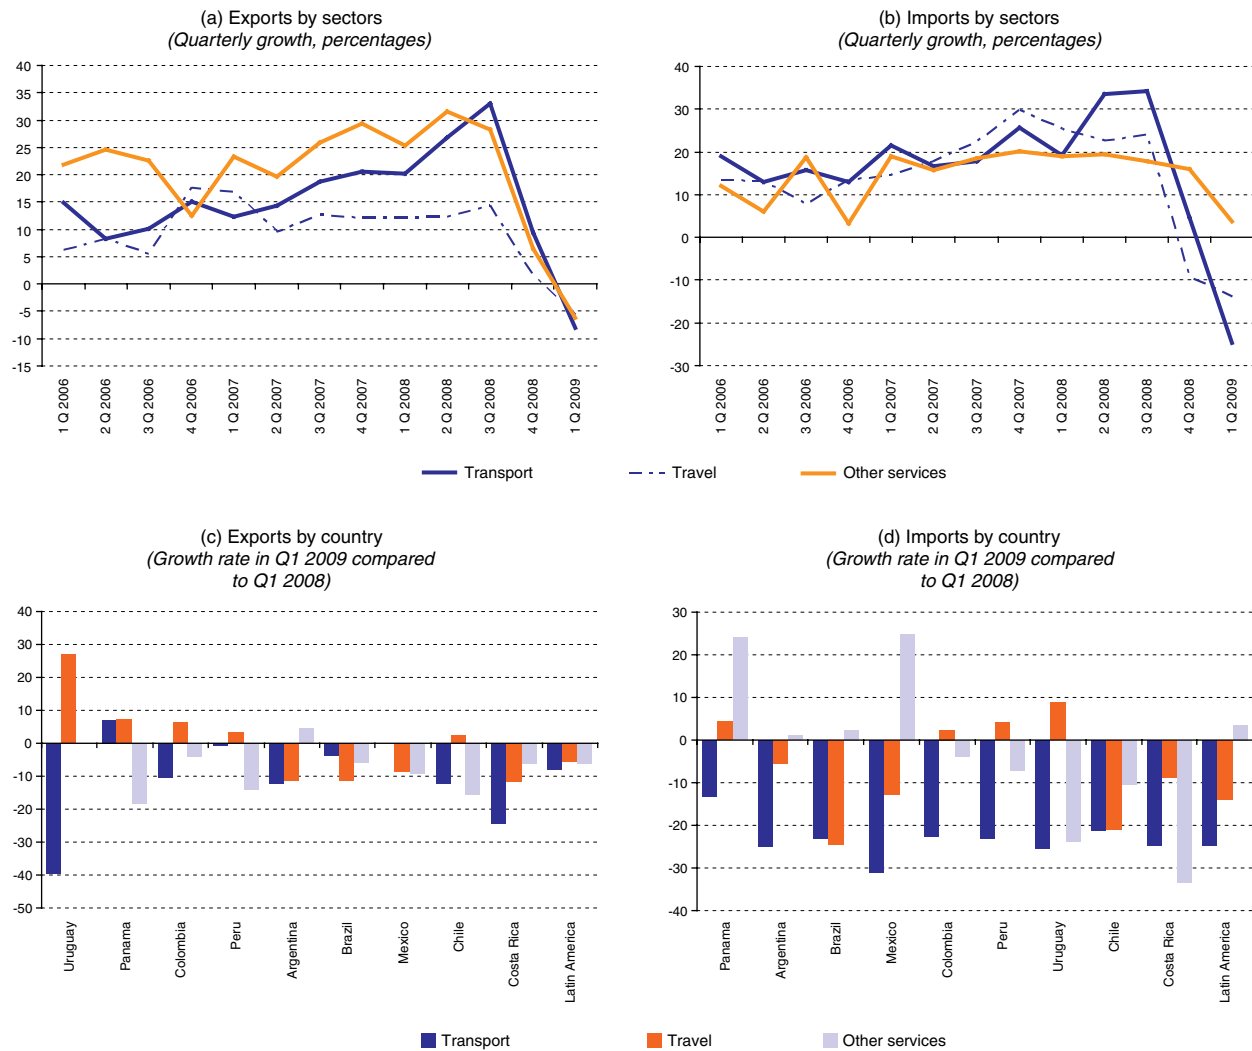 (a) Exports by sectors
(Quarterly growth, percentages)
40
35
30
25
20
15
10
5
0
-5
-10
-15
1 Q 2006
2 Q 2006
3 Q 2006
4 Q 2006
1 Q 2007
2 Q 2007
3 Q 2007
4 Q 2007
1 Q 2008
2 Q 2008
3 Q 2008
4 Q 2008
1 Q 2009
(b) Imports by sectors
(Quarterly growth, percentages)
40
30
20
10
0
-10
-20
-30
1 Q 2006
2 Q 2006
3 Q 2006
4 Q 2006
1 Q 2007
2 Q 2007
3 Q 2007
4 Q 2007
1 Q 2008
2 Q 2008
3 Q 2008
4 Q 2008
1 Q 2009
Transport
Travel
Other services
(c) Exports by country
(Growth rate in Q1 2009 compared
to Q1 2008)
40
30
20
10
0
-10
-20
-30
-40
-50
Uruguay
Panama
Colombia
Peru
Argentina
Brazil
Mexico
Chile
Costa Rica
Latin America
(d) Imports by country
(Growth rate in Q1 2009 compared
to Q1 2008)
30
20
10
0
-10
-20
-30
-40
Panama
Argentina
Brazil
Mexico
Colombia
Peru
Uruguay
Chile
Costa Rica
Latin America
Transport
Travel
Other services